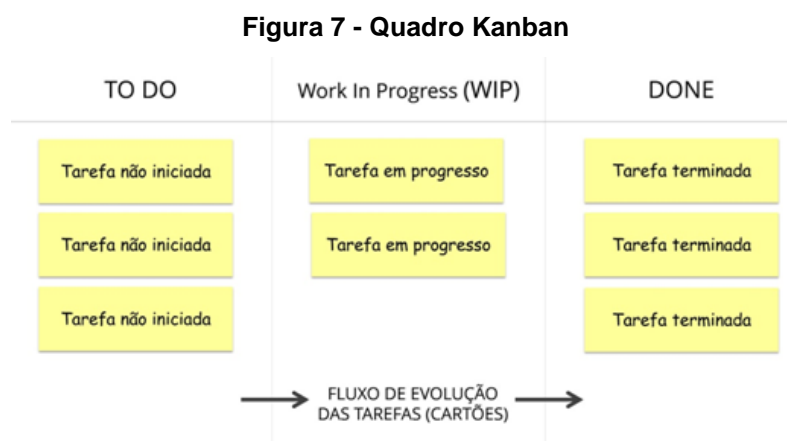 Figura 7 - Quadro Kanban
TO DO
Work In Progress (WIP)
DONE
Tarefa não iniciada
Tarefa em progresso
Tarefa terminada
Tarefa não iniciada
Tarefa em progresso
Tarefa terminada
Tarefa não iniciada
Tarefa terminada
FLUXO DE EVOLUÇÃO
DAS TAREFAS (CARTÕES)